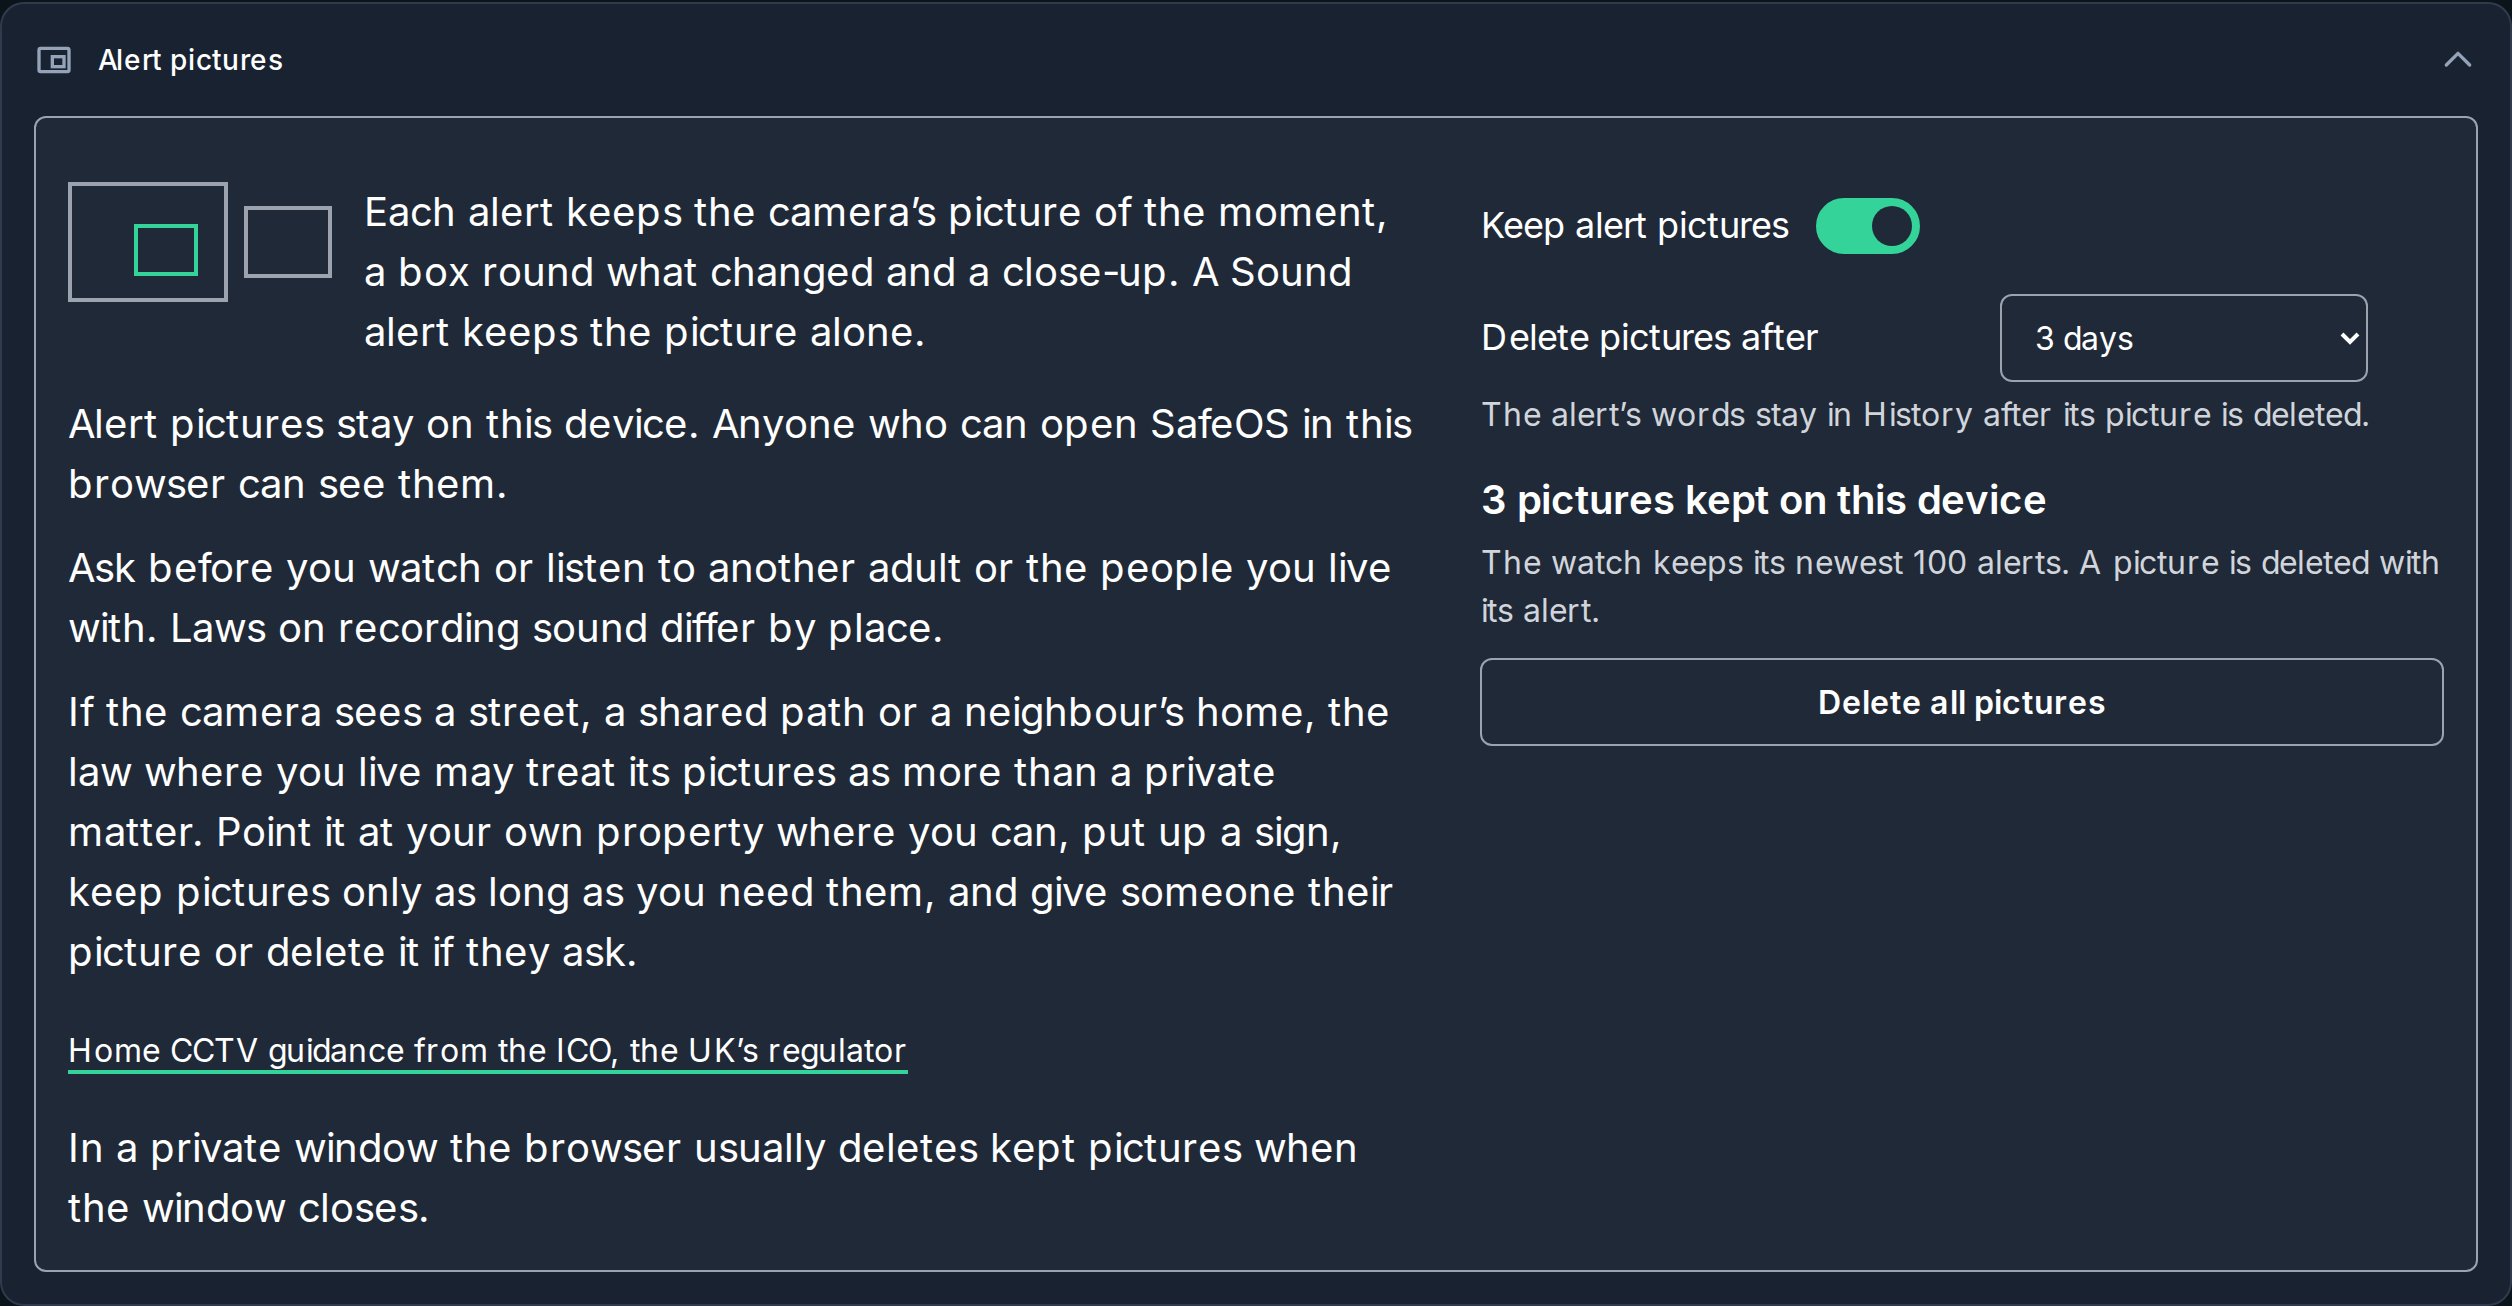 Alert pictures
Each alert keeps the camera’s picture of the moment,
a box round what changed and a close-up. A Sound
alert keeps the picture alone.
Alert pictures stay on this device. Anyone who can open SafeOS in this
browser can see them.
Ask before you watch or listen to another adult or the people you live
with. Laws on recording sound differ by place.
If the camera sees a street, a shared path or a neighbour’s home, the
law where you live may treat its pictures as more than a private
matter. Point it at your own property where you can, put up a sign,
keep pictures only as long as you need them, and give someone their
picture or delete it if they ask.
Home CCTV guidance from the ICO, the UK’s regulator
In a private window the browser usually deletes kept pictures when
the window closes.
Keep alert pictures
Delete pictures after
3 days
The alert’s words stay in History after its picture is deleted.
3 pictures kept on this device
The watch keeps its newest 100 alerts. A picture is deleted with
its alert.
Delete all pictures